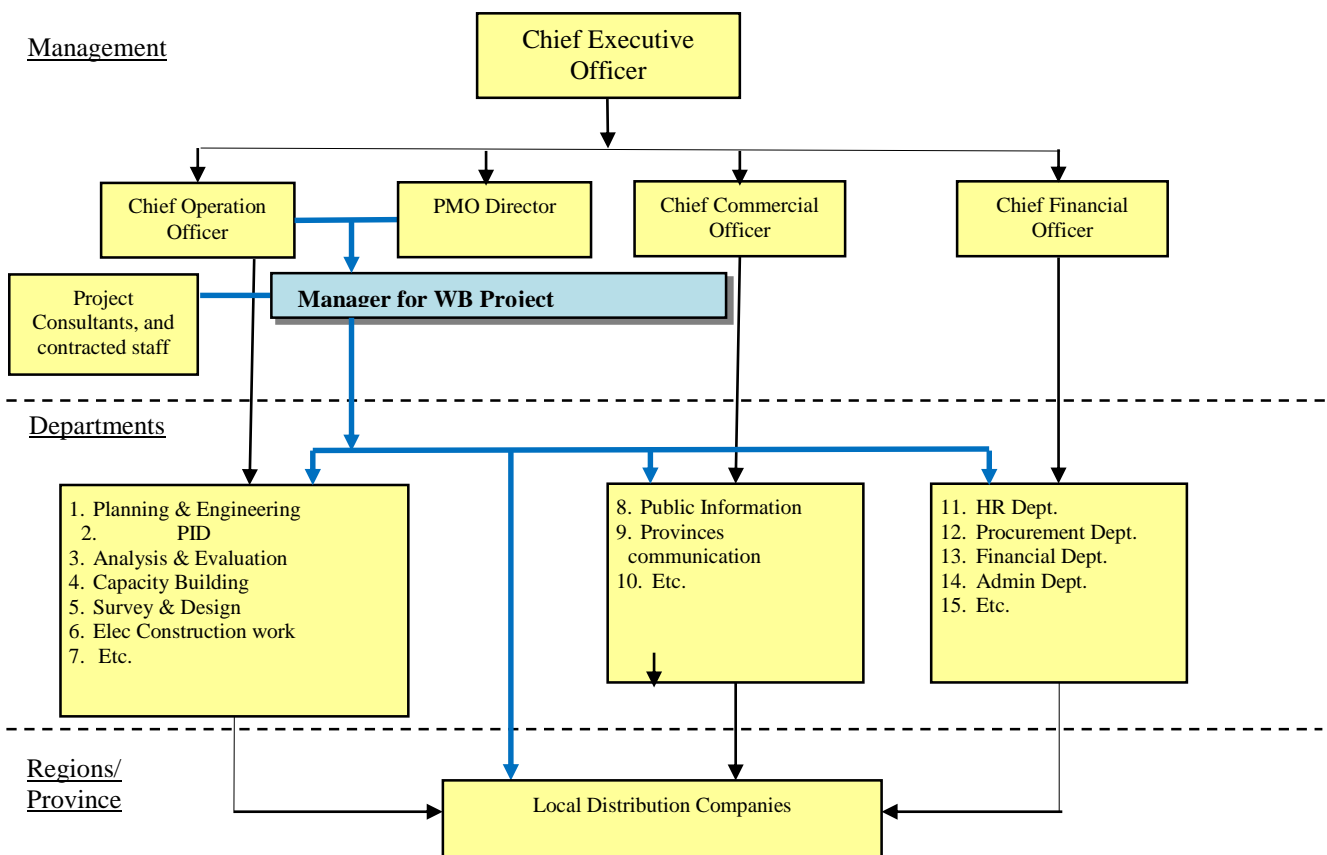 Management
Chief Executive
Officer
Chief Operation
Officer
PMO Director
Chief Commercial
Officer
Chief Financial
Officer
Project
Consultants, and
contracted staff
Manager for WB Project
Departments
1. Planning & Engineering
2. PID
3. Analysis & Evaluation
4. Capacity Building
5. Survey & Design
6. Elec Construction work
7. Etc.
8. Public Information
9. Provinces
communication
10. Etc.
11. HR Dept.
12. Procurement Dept.
13. Financial Dept.
14. Admin Dept.
15. Etc.
Regions/
Province
Local Distribution Companies